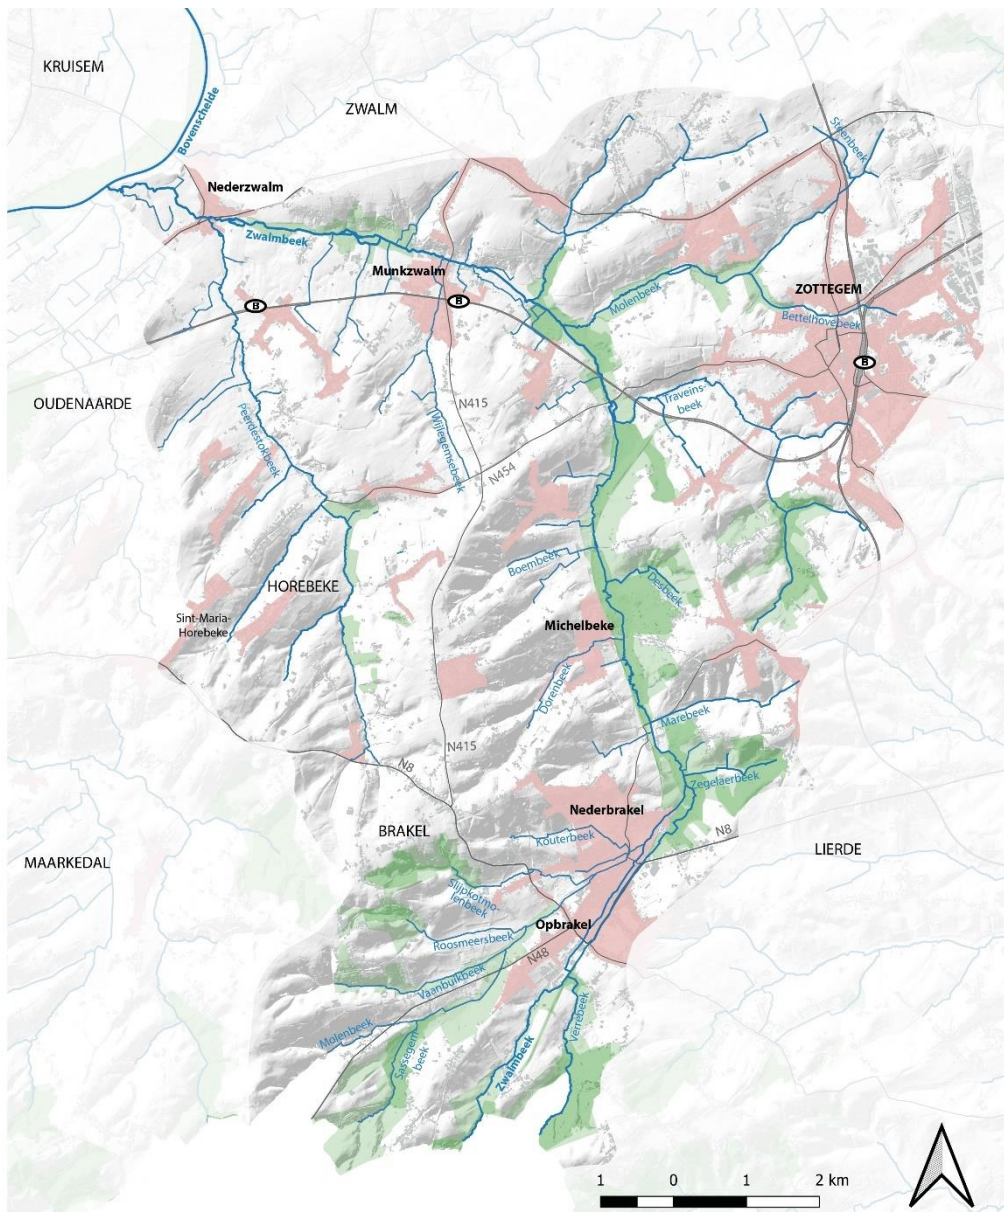 KRUISEM
ZWALM
Bovenschelde
Steenbeek
Nederzwalm
Zwalmbeek
Munkzwalm
Molenbeek
ZOTTEGEM
Bettelhovebeek
B
B
B
OUDENAARDE
Peerdestokbeek
N415
Wijlegemsebeek
Traveins-
beek
N454
Boembeek
Desbeek
HOREBEKE
Sint-Maria-
Horebeke
Michelbeke
Dorenbeek
Marebeek
N415
N8
Zegelaerbeek
Nederbrakel
BRAKEL
Kouterbeek
N8
LIERDE
MAARKEDAL
Slijpkotmo-
lenbeek
Opbrakel
Roosmeersbeek
N48
Vaanbuikbeek
Molenbeek
Sassegem-
beek
Zwalmbeek
Verrebeek
1 0 1 2 km